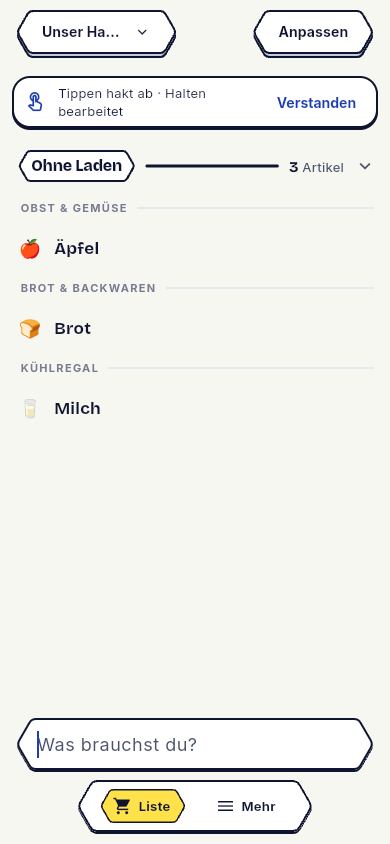 Unser Ha...
Anpassen
Tippen hakt ab · Halten
bearbeitet
Verstanden
Ohne Laden
3 Artikel
OBST & GEMÜSE
Äpfel
BROT & BACKWAREN
Brot
KÜHLREGAL
Milch
Was brauchst du?
Liste
Mehr